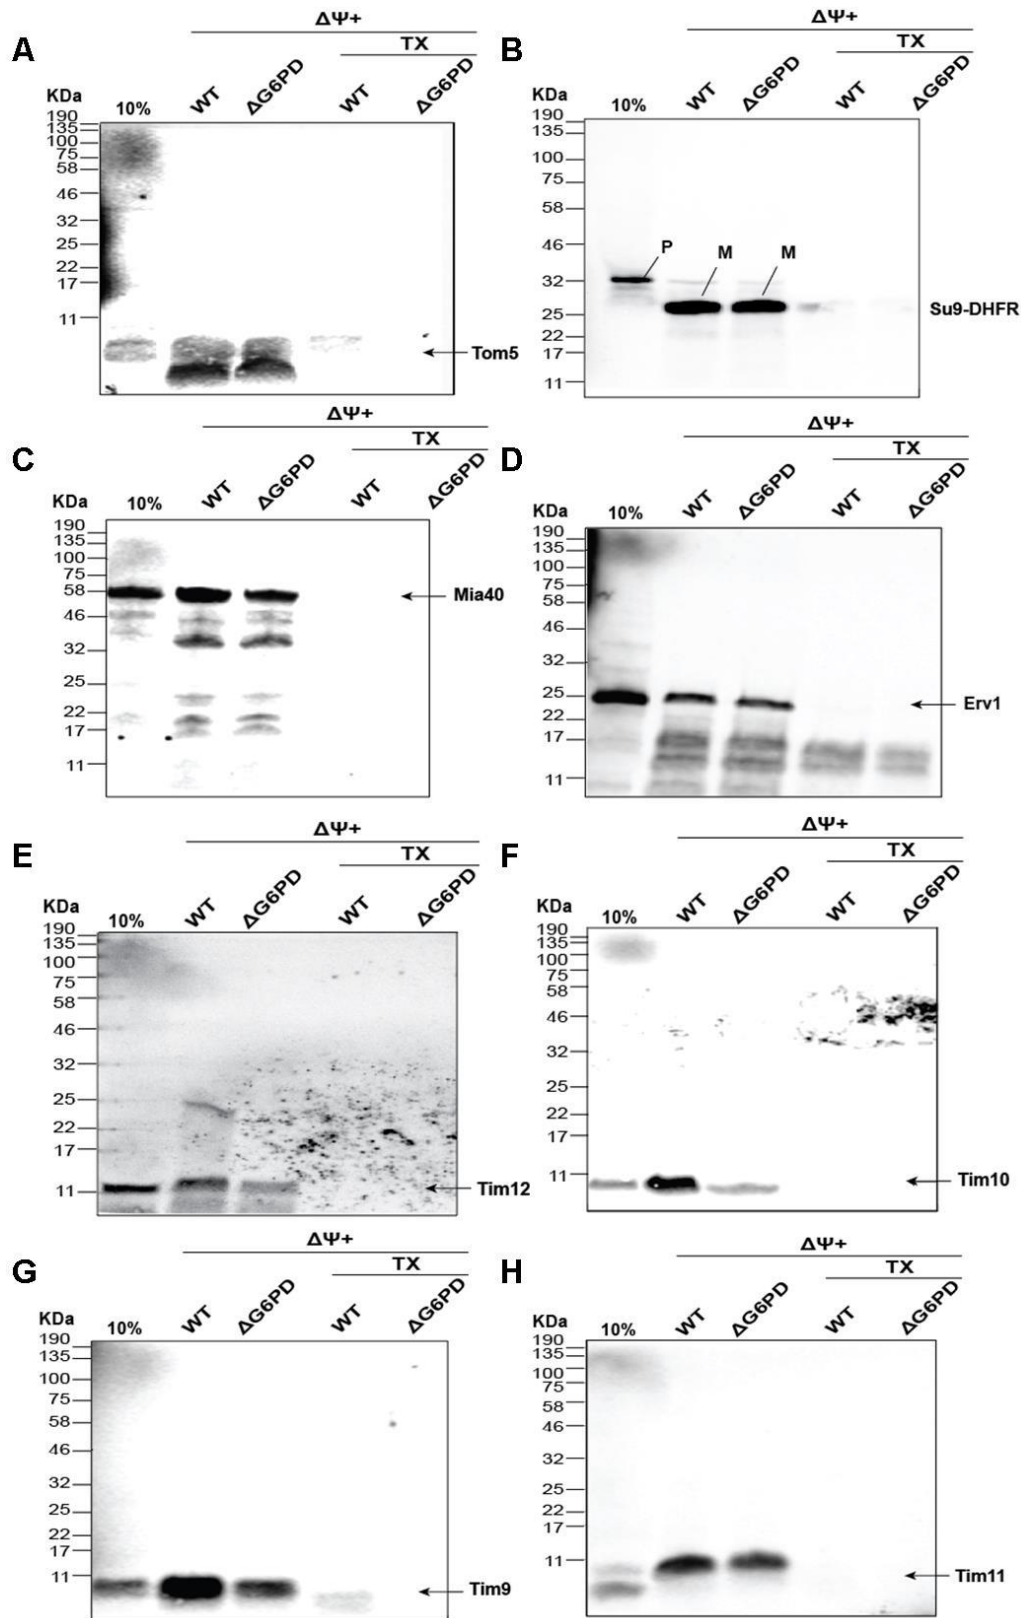 A
ΔΨ+
TX
KDa
10%
WT
ΔG6PD
WT
ΔG6PD
190
135
100
75
58
46
32
25
22
17
11
Tom5
B
ΔΨ+
TX
KDa
10%
WT
ΔG6PD
WT
ΔG6PD
190
135
100
75
58
46
32
25
22
17
11
P
M
M
Su9-DHFR
C
ΔΨ+
TX
KDa
10%
WT
ΔG6PD
WT
ΔG6PD
190
135
100
75
58
46
32
25
22
17
11
Mia40
D
ΔΨ+
TX
KDa
10%
WT
ΔG6PD
WT
ΔG6PD
190
135
100
75
58
46
32
25
22
17
11
Erv1
E
ΔΨ+
TX
KDa
10%
WT
ΔG6PD
WT
ΔG6PD
190
135
100
75
58
46
32
25
22
17
11
Tim12
F
ΔΨ+
TX
KDa
10%
WT
ΔG6PD
WT
ΔG6PD
190
135
100
75
58
46
32
25
22
17
11
Tim10
G
ΔΨ+
TX
KDa
10%
WT
ΔG6PD
WT
ΔG6PD
190
135
100
75
58
46
32
25
22
17
11
Tim9
H
ΔΨ+
TX
KDa
10%
WT
ΔG6PD
WT
ΔG6PD
190
135
100
75
58
46
32
25
22
17
11
Tim11